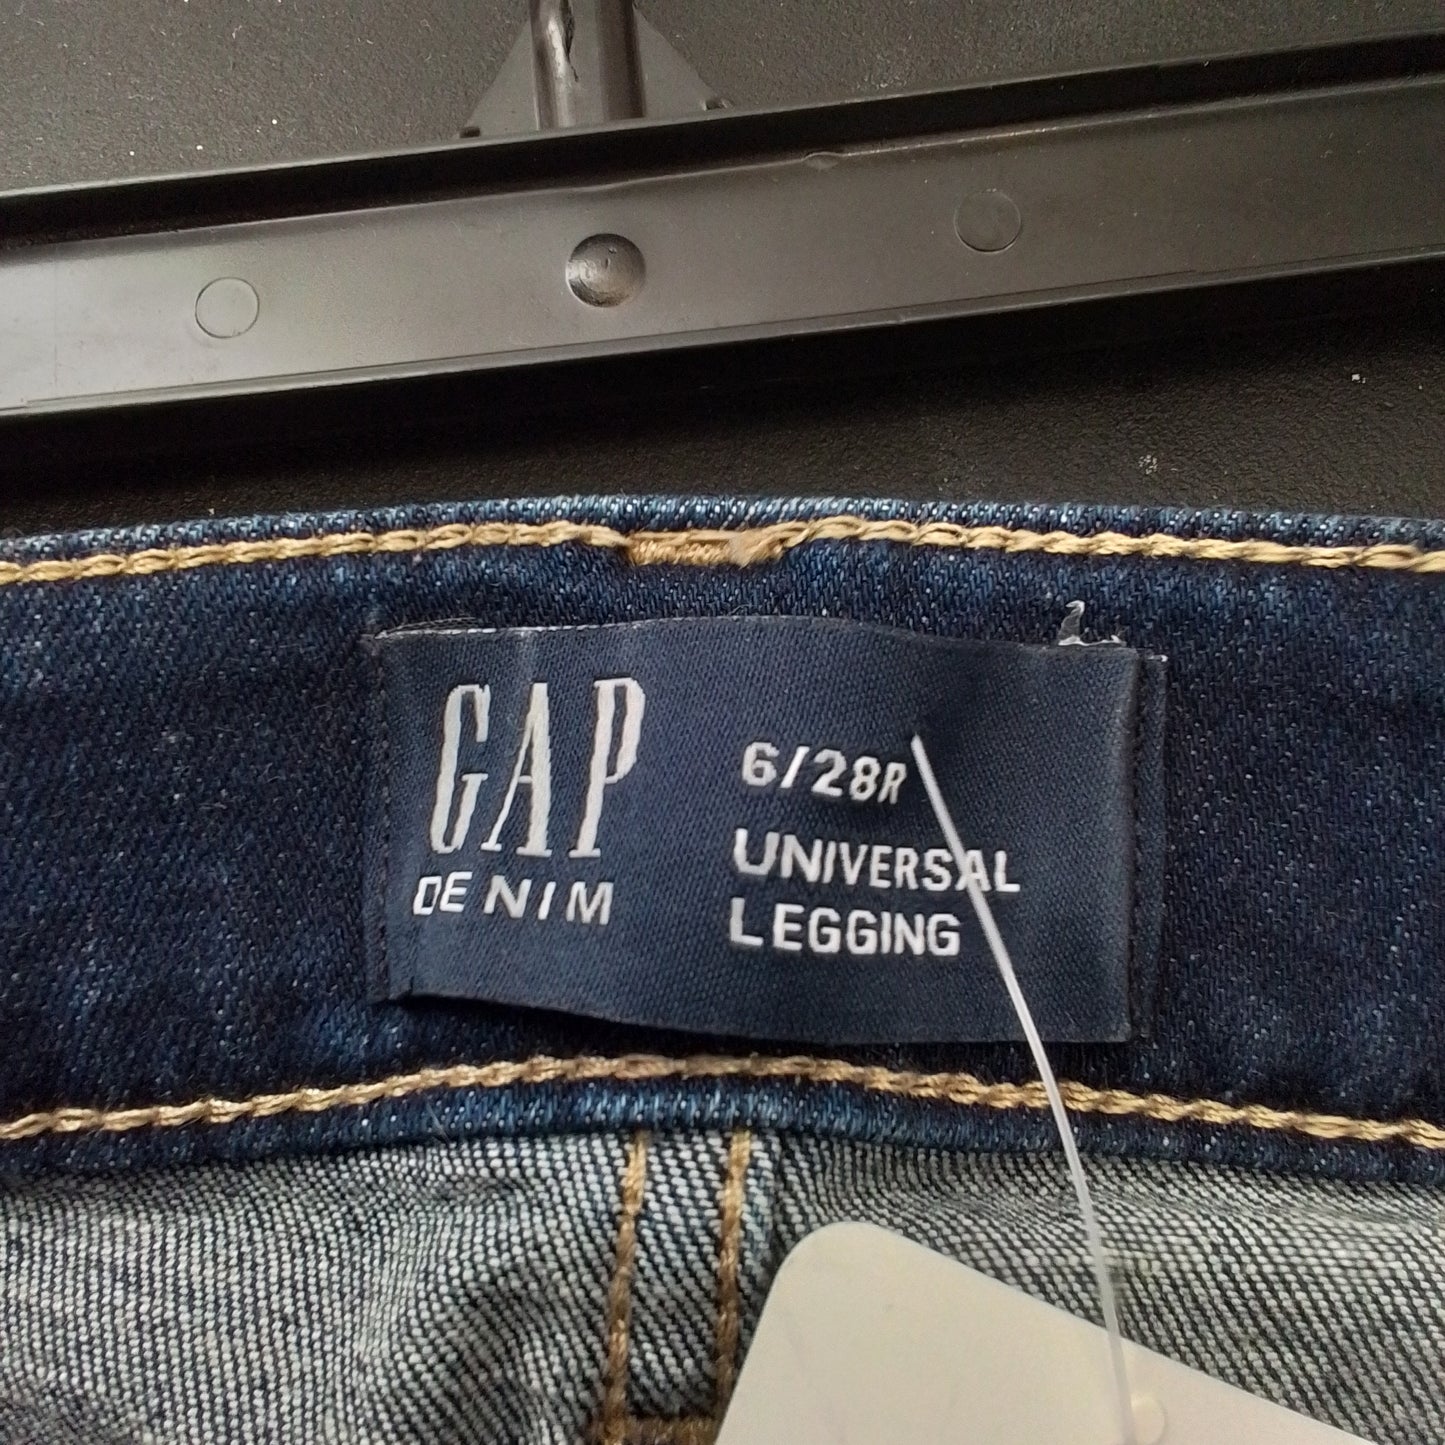 GAP
DENIM
6/28R
UNIVERSAL
LEGGING